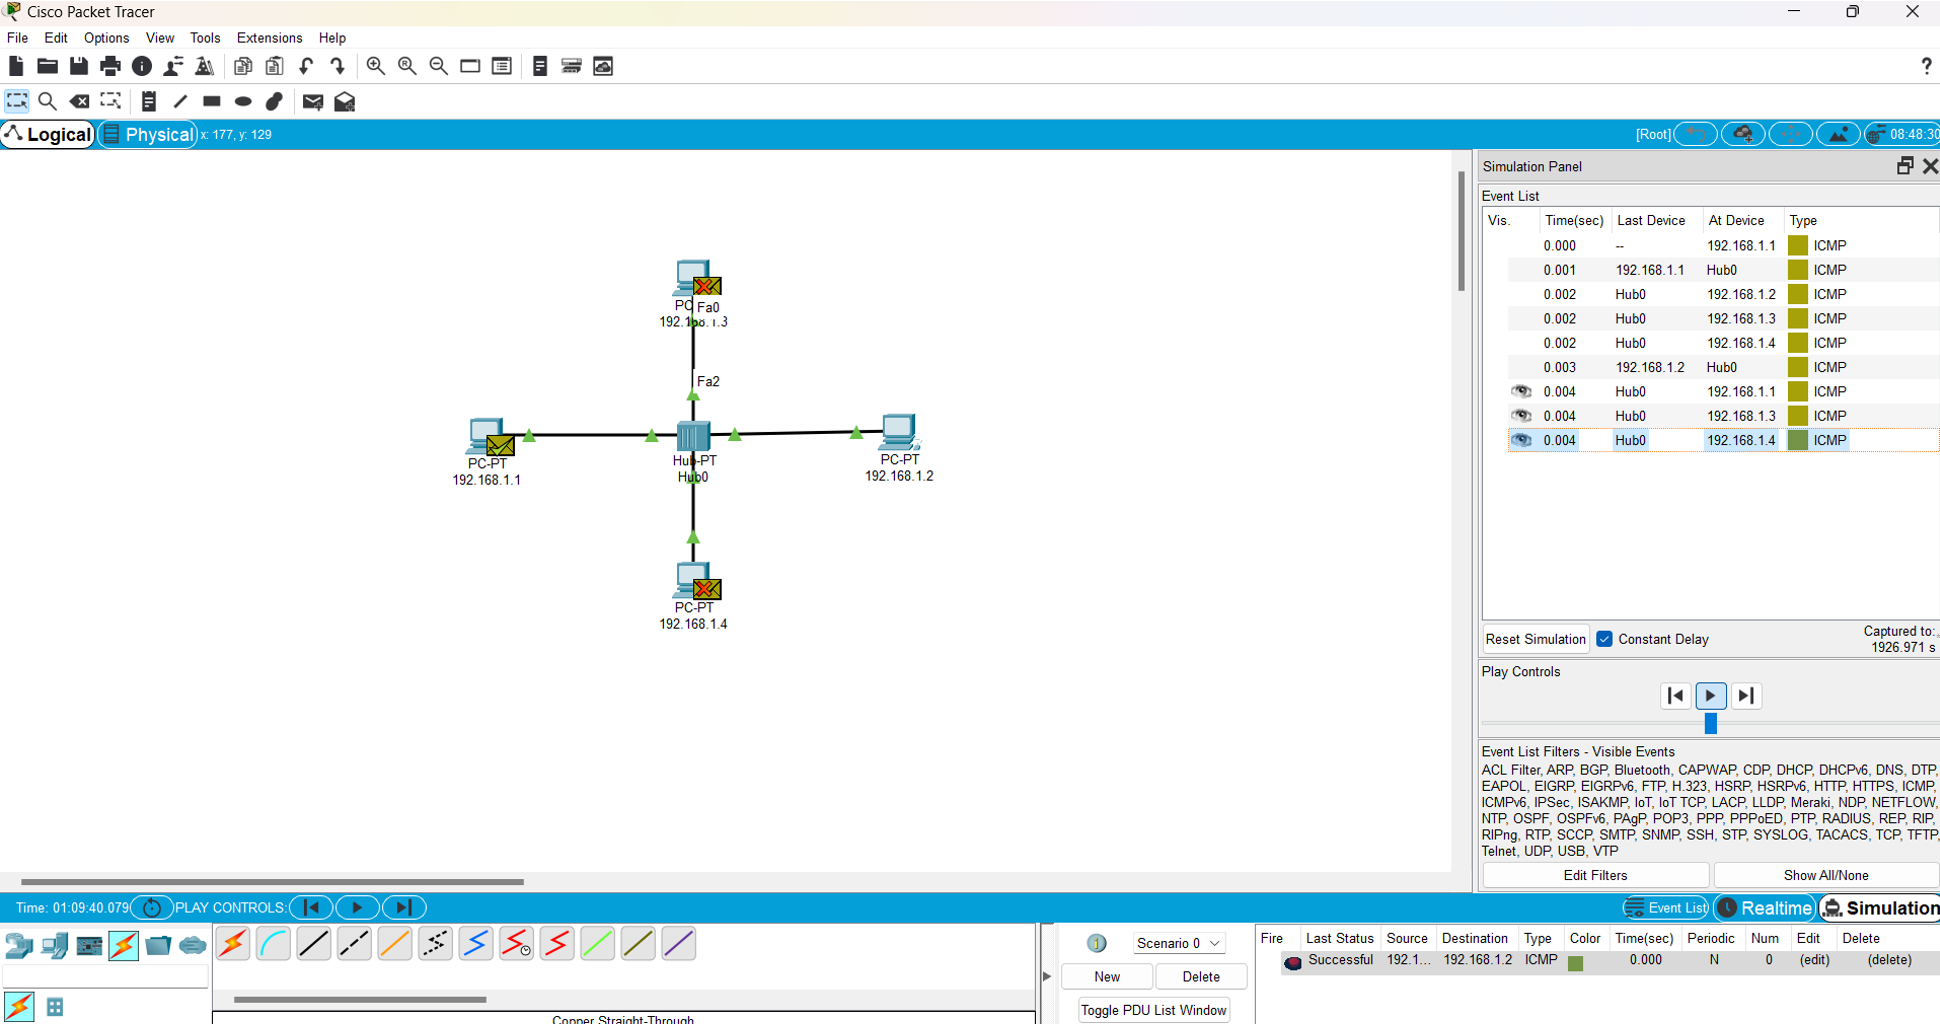 Cisco Packet Tracer
File Edit Options View Tools Extensions Help
?
Logical Physical x: 177, y: 129
[Root] 08:48:30
Simulation Panel
Event List
Vis. Time(sec) Last Device At Device Type
0.000 -- 192.168.1.1 ICMP
0.001 192.168.1.1 Hub0 ICMP
0.002 Hub0 192.168.1.2 ICMP
0.002 Hub0 192.168.1.3 ICMP
0.002 Hub0 192.168.1.4 ICMP
0.003 192.168.1.2 Hub0 ICMP
0.004 Hub0 192.168.1.1 ICMP
0.004 Hub0 192.168.1.3 ICMP
0.004 Hub0 192.168.1.4 ICMP
PC Fa0
192.168.1.3
Fa2
PC-PT
192.168.1.1
Hub-PT
Hub0
PC-PT
192.168.1.2
PC-PT
192.168.1.4
Reset Simulation Constant Delay
Captured to:
1926.971 s
Play Controls
Event List Filters - Visible Events
ACL Filter, ARP, BGP, Bluetooth, CAPWAP, CDP, DHCP, DHCPv6, DNS, DTP,
EAPOL, EIGRP, EIGRPv6, FTP, H.323, HSRP, HSRPv6, HTTP, HTTPS, ICMP,
ICMPv6, IPSec, ISAKMP, IoT, IoT TCP, LACP, LLDP, Meraki, NDP, NETFLOW,
NTP, OSPF, OSPFv6, PAgP, POP3, PPP, PPPoED, PTP, RADIUS, REP, RIP,
RIPng, RTP, SCCP, SMTP, SNMP, SSH, STP, SYSLOG, TACACS, TCP, TFTP,
Telnet, UDP, USB, VTP
Edit Filters Show All/None
Time: 01:09:40.079 PLAY CONTROLS:
Event List Realtime Simulation
1 Scenario 0
New Delete
Toggle PDU List Window
Fire Last Status Source Destination Type Color Time(sec) Periodic Num Edit Delete
Successful 192.1... 192.168.1.2 ICMP 0.000 N 0 (edit) (delete)
Copper Straight-Through